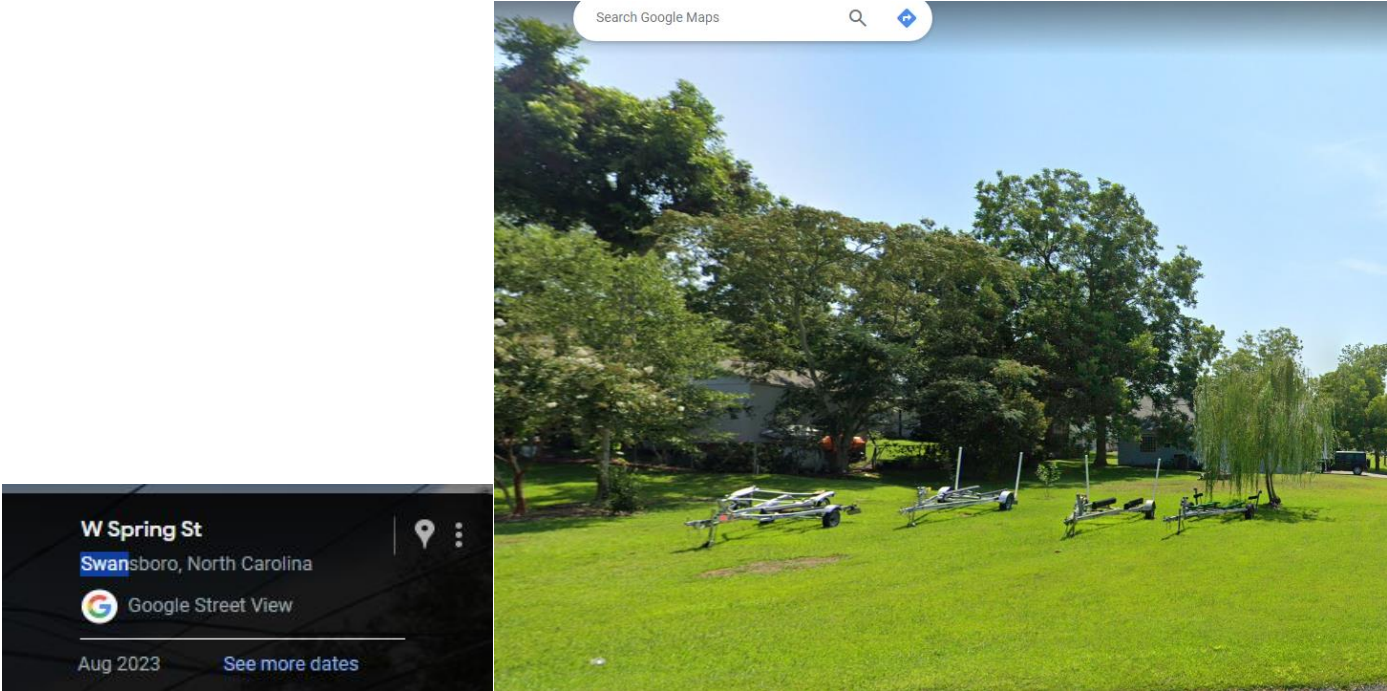 Search Google Maps
W Spring St
Swansboro, North Carolina
Google Street View
Aug 2023
See more dates